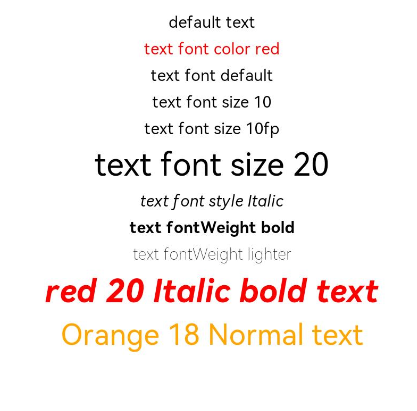 default text
text font color red
text font default
text font size 10
text font size 10fp
text font size 20
text font style Italic
text fontWeight bold
text fontWeight lighter
red 20 Italic bold text
Orange 18 Normal text